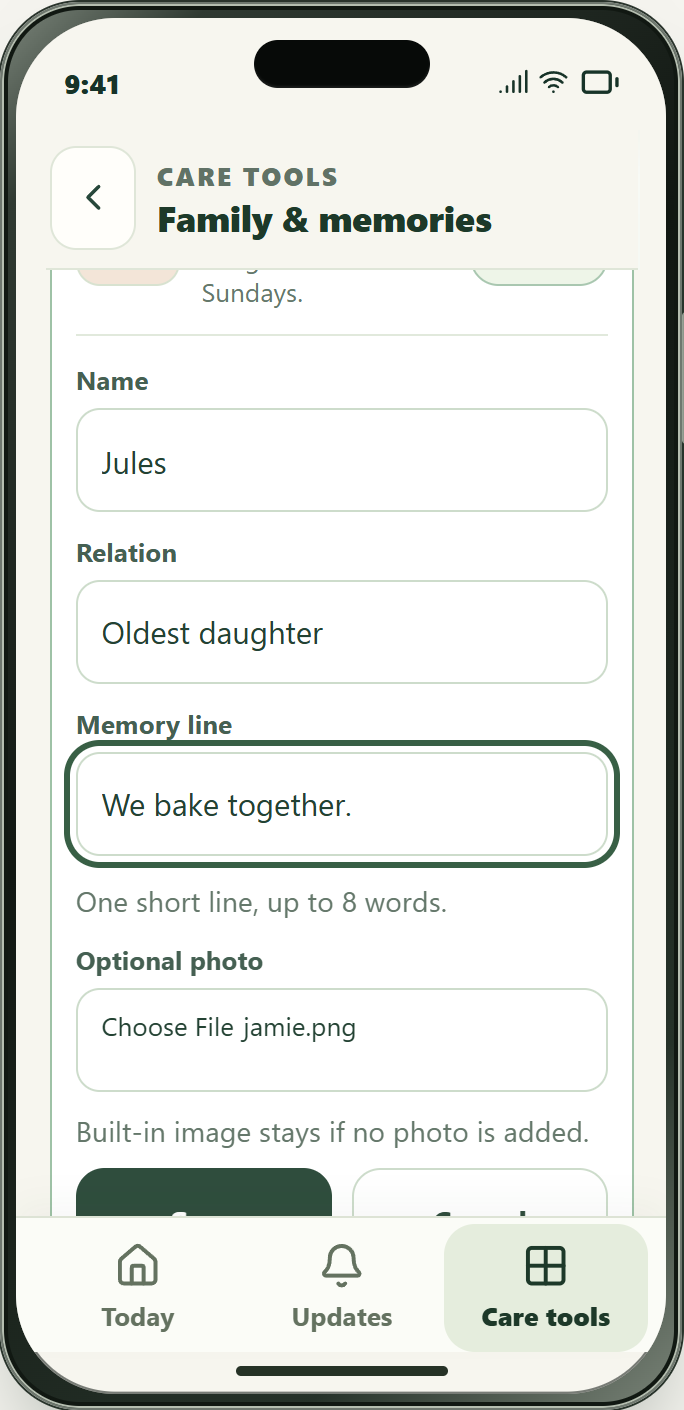 9:41
CARE TOOLS
Family & memories
Sundays.
Name
Jules
Relation
Oldest daughter
Memory line
We bake together.
One short line, up to 8 words.
Optional photo
Choose File jamie.png
Built-in image stays if no photo is added.
Today
Updates
Care tools